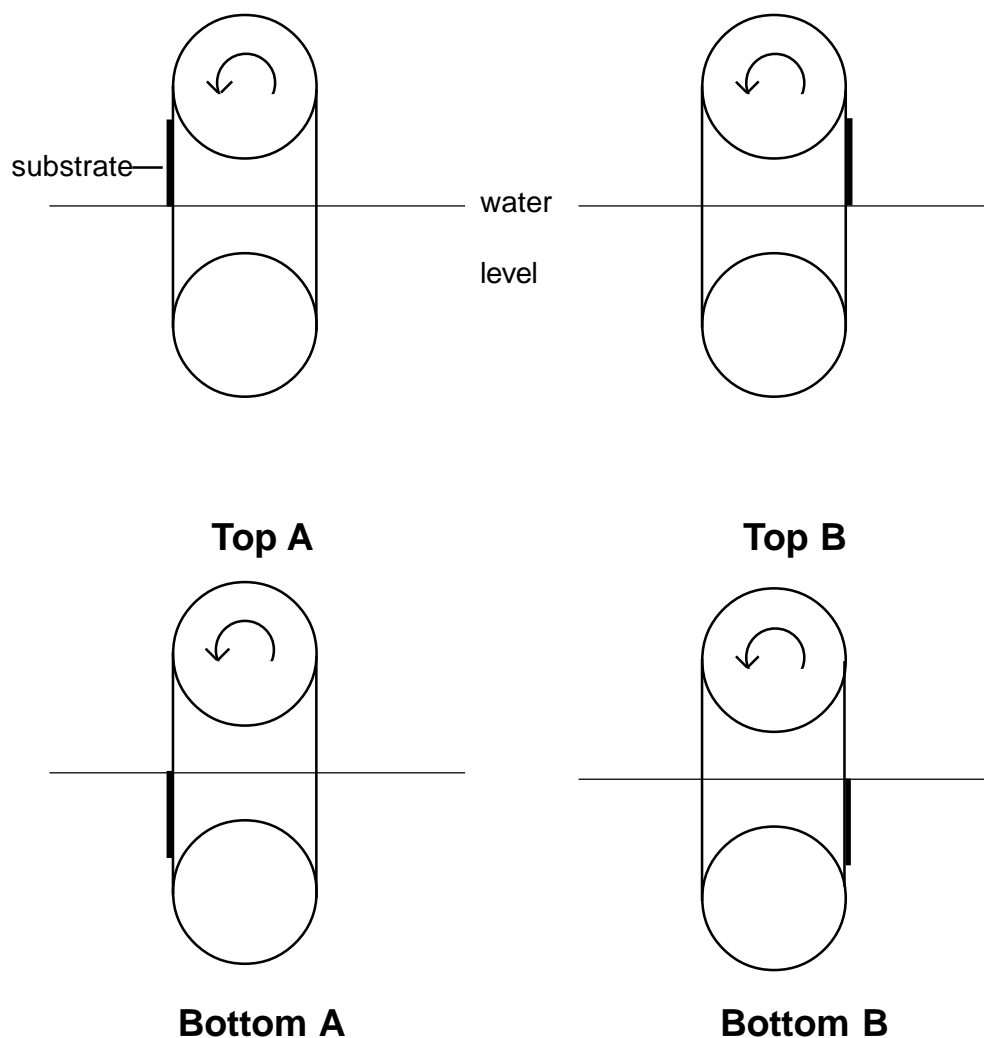 substrate
water
level
Top A
Top B
Bottom A
Bottom B